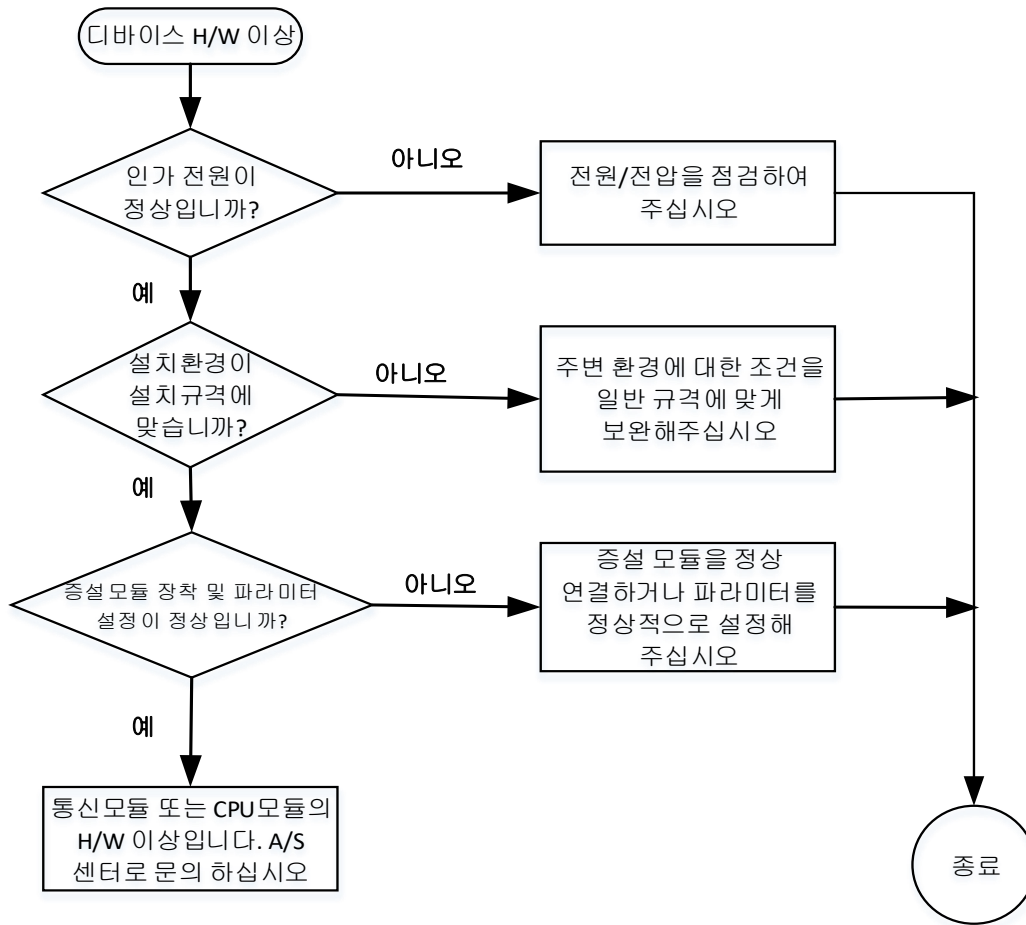 디바이스 H/W 이상
인가 전원이
정상입니까?
아니오
전원/전압을 점검하여
주십시오
예
설치환경이
설치규격에
맞습니까?
아니오
주변 환경에 대한 조건을
일반 규격에 맞게
보완해주십시오
예
증설모듈 장착 및 파라미터
설정이 정상입니까?
아니오
증설 모듈을 정상
연결하거나 파라미터를
정상적으로 설정해
주십시오
예
통신모듈 또는 CPU모듈의
H/W 이상입니다. A/S
센터로 문의 하십시오
종료